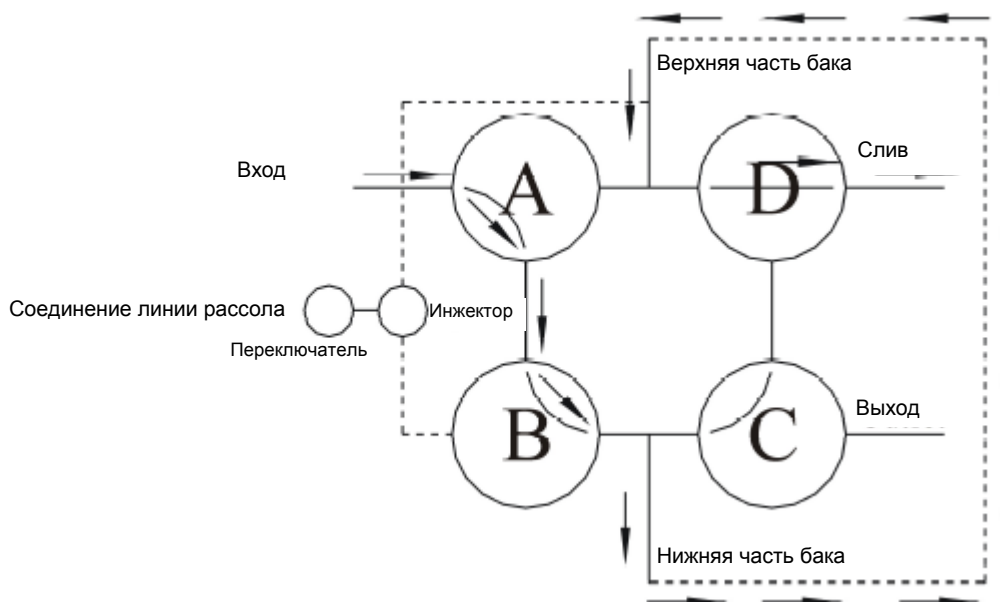 Верхняя часть бака
Вход
A
D
Слив
Соединение линии рассола
Инжектор
Переключатель
B
C
Выход
Нижняя часть бака